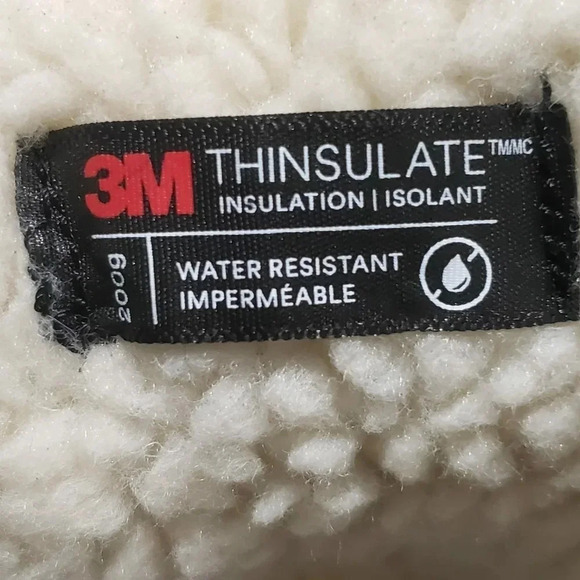 3M THINSULATE™/MC
INSULATION | ISOLANT
200g
WATER RESISTANT
IMPERMÉABLE